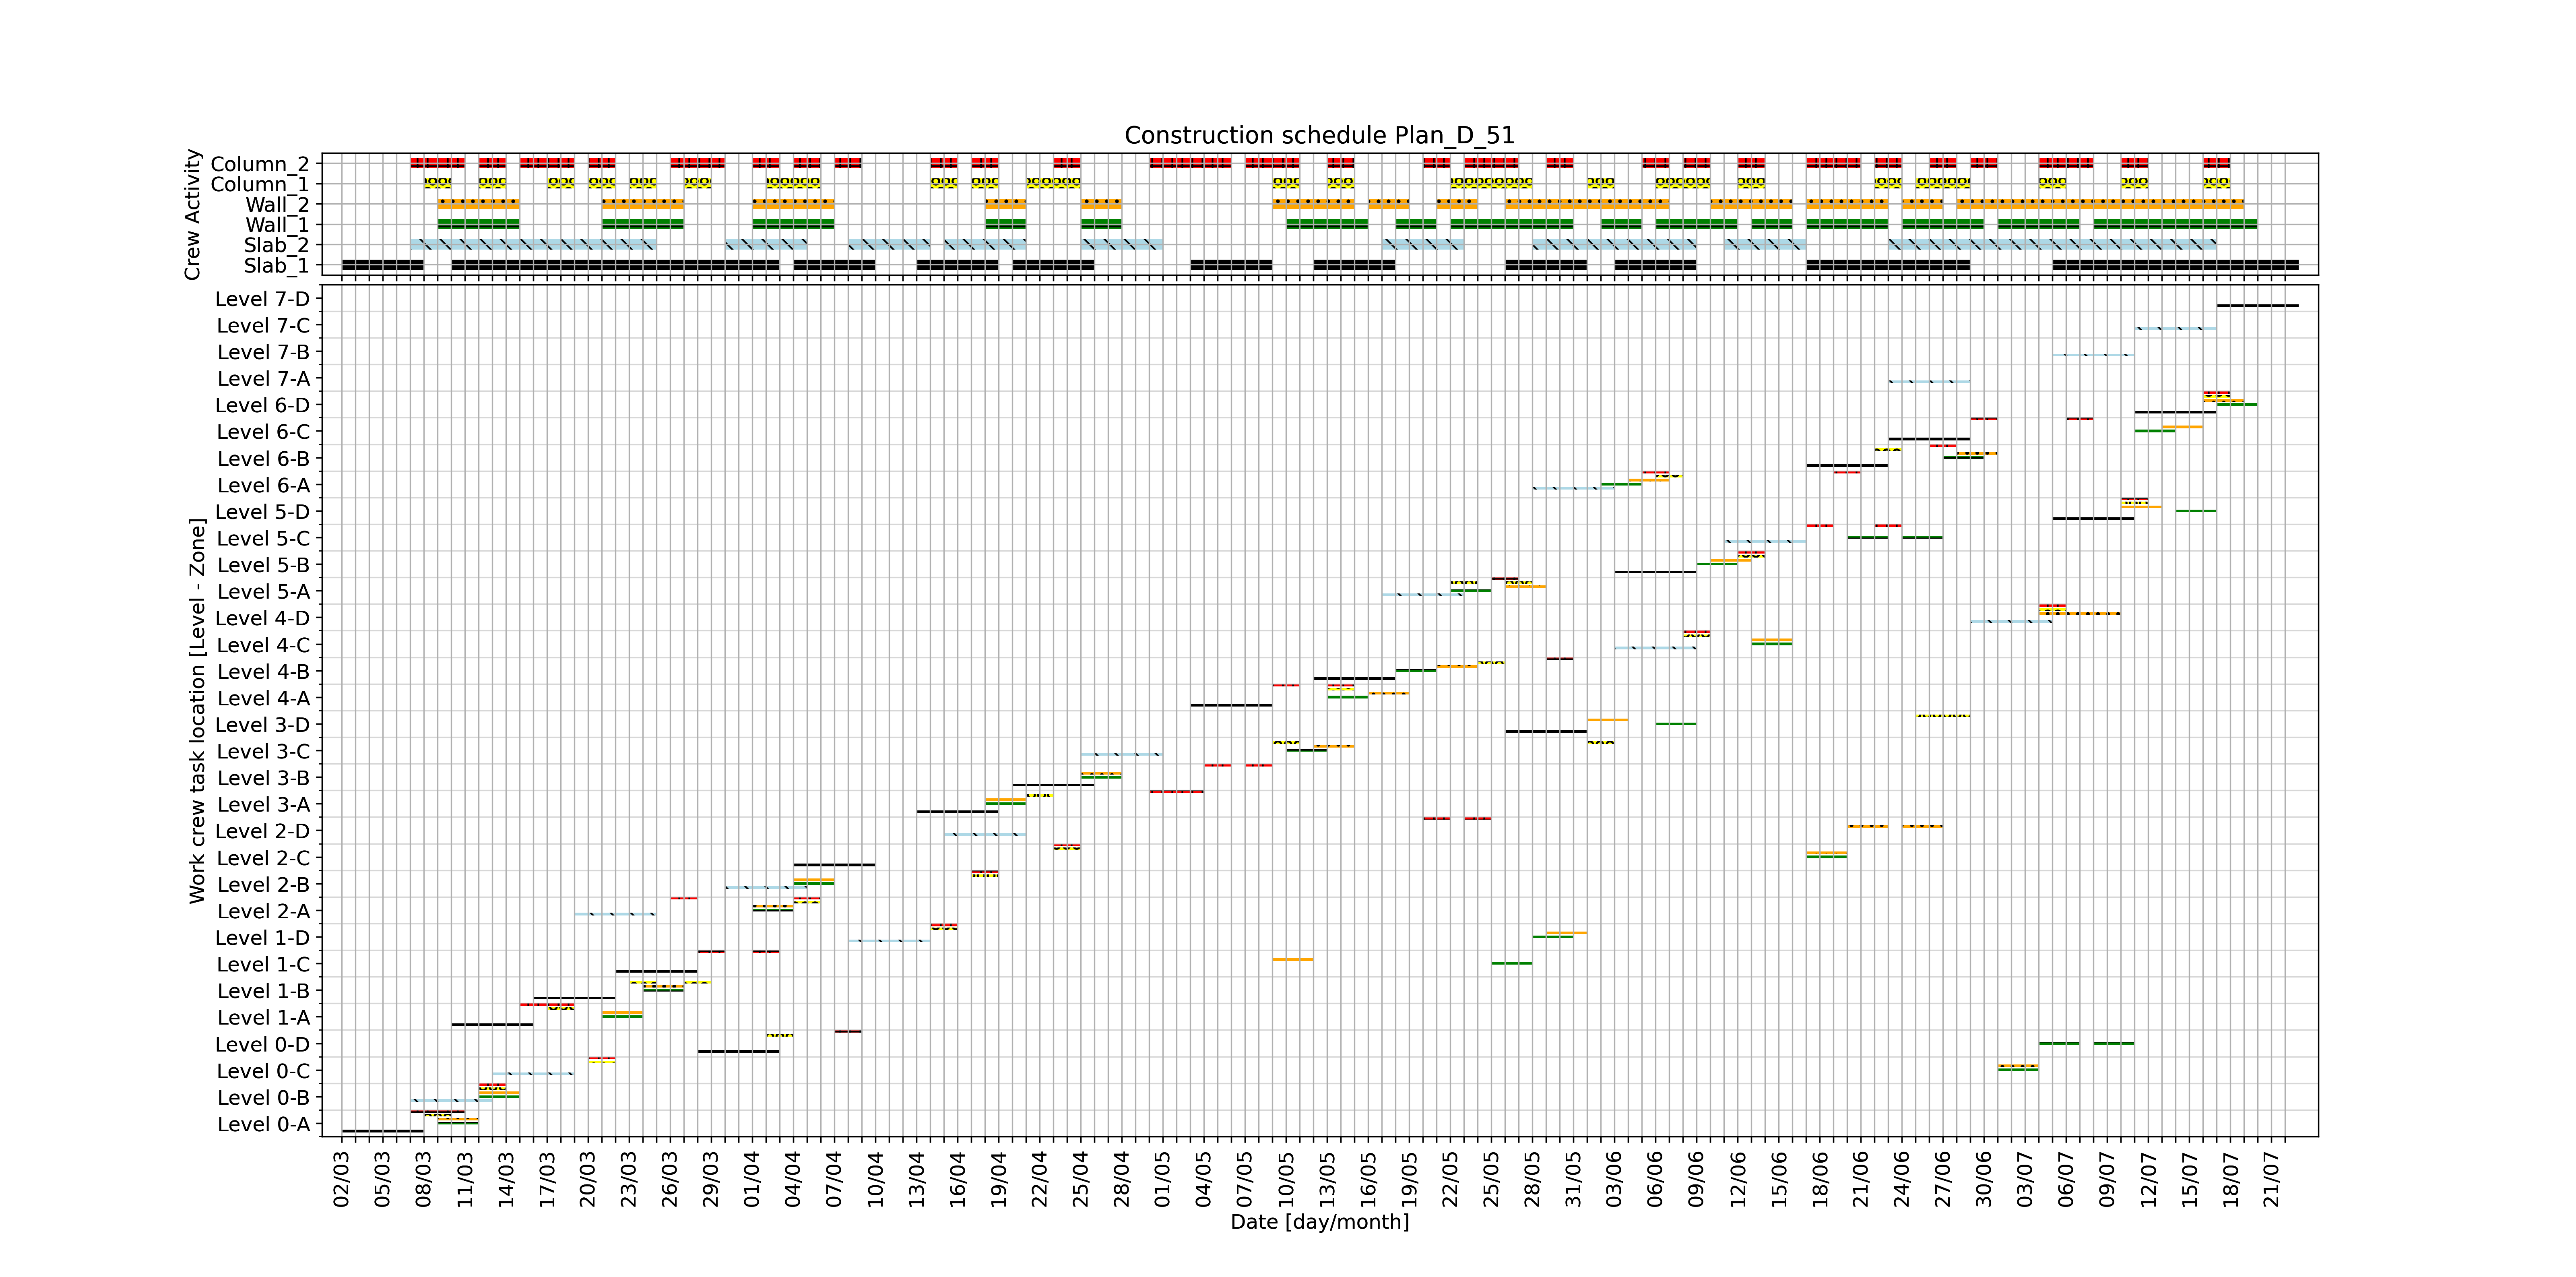 Construction schedule Plan_D_51
Crew Activity
Column_2
Column_1
Wall_2
Wall_1
Slab_2
Slab_1
Work crew task location [Level - Zone]
Level 7-D
Level 7-C
Level 7-B
Level 7-A
Level 6-D
Level 6-C
Level 6-B
Level 6-A
Level 5-D
Level 5-C
Level 5-B
Level 5-A
Level 4-D
Level 4-C
Level 4-B
Level 4-A
Level 3-D
Level 3-C
Level 3-B
Level 3-A
Level 2-D
Level 2-C
Level 2-B
Level 2-A
Level 1-D
Level 1-C
Level 1-B
Level 1-A
Level 0-D
Level 0-C
Level 0-B
Level 0-A
02/03 05/03 08/03 11/03 14/03 17/03 20/03 23/03 26/03 29/03 01/04 04/04 07/04 10/04 13/04 16/04 19/04 22/04 25/04 28/04 01/05 04/05 07/05 10/05 13/05 16/05 19/05 22/05 25/05 28/05 31/05 03/06 06/06 09/06 12/06 15/06 18/06 21/06 24/06 27/06 30/06 03/07 06/07 09/07 12/07 15/07 18/07 21/07
Date [day/month]